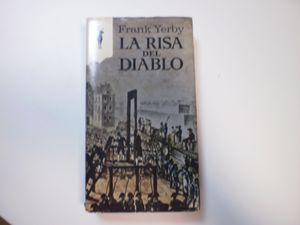 Frank Yerby
LA RISA
DEL
DIABLO